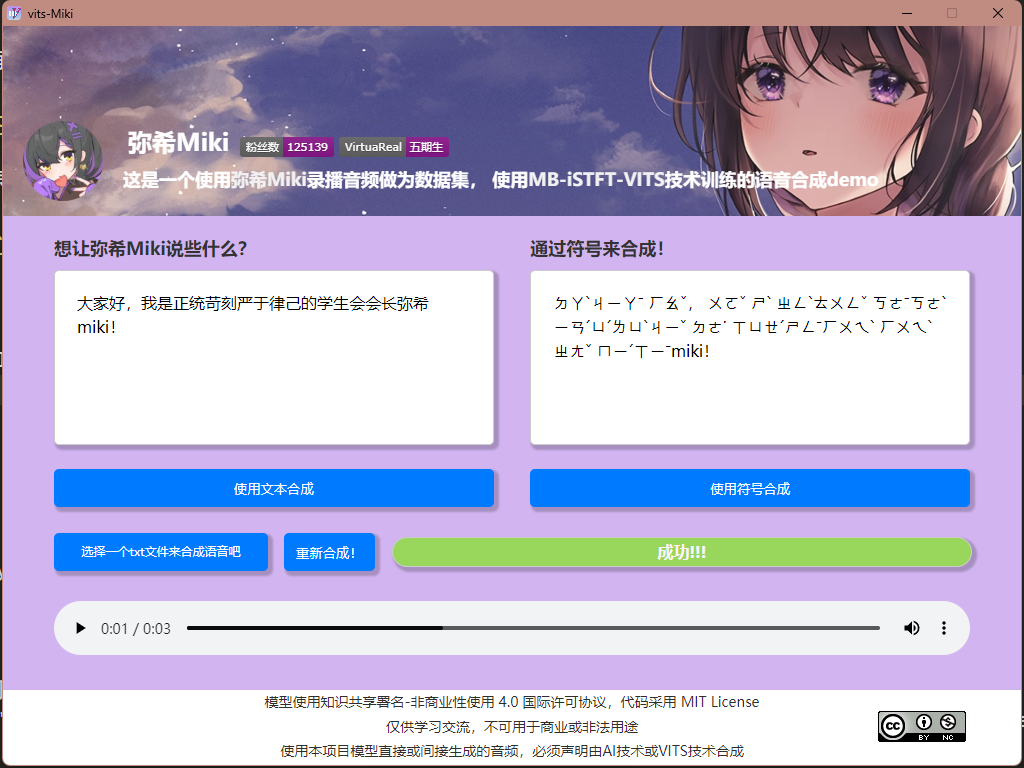 vits-Miki
弥希Miki 粉丝数 125139 VirtuaReal 五期生
这是一个使用弥希Miki录播音频做为数据集， 使用MB-iSTFT-VITS技术训练的语音合成demo
想让弥希Miki说些什么？
大家好，我是正统苛刻严于律己的学生会会长弥希
miki！
使用文本合成
通过符号来合成！
ㄉㄚˋㄐㄧㄚˉ ㄏㄠˇ， ㄨㄛˇ ㄕˋ ㄓㄥˋㄊㄨㄥˇ ㄎㄜˉㄎㄜˋ
ㄧㄢˊㄩˊㄌㄩˋㄐㄧˇ ㄉㄜ˙ ㄒㄩㄝˊㄕㄥˉㄏㄨㄟˋ ㄏㄨㄟˋ
ㄓㄤˇ ㄇㄧˊㄒㄧˉmiki！
使用符号合成
选择一个txt文件来合成语音吧
重新合成！
成功!!!
0:01 / 0:03
模型使用知识共享署名-非商业性使用 4.0 国际许可协议，代码采用 MIT License
仅供学习交流，不可用于商业或非法用途
使用本项目模型直接或间接生成的音频，必须声明由AI技术或VITS技术合成
cc BY NC